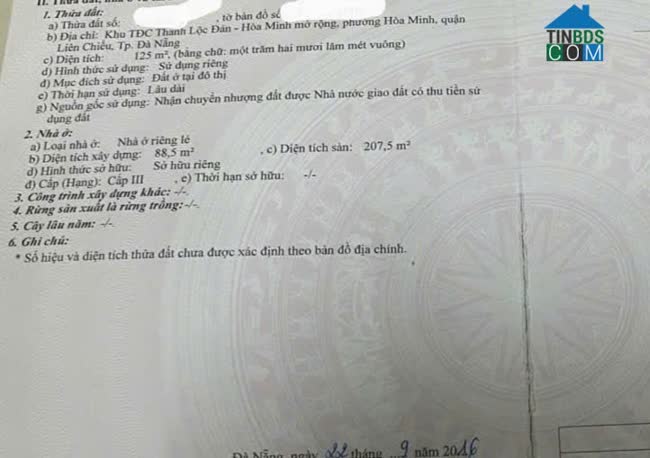 1. Thửa đất:
a) Thửa đất số: , tờ bản đồ số
b) Địa chỉ: Khu TĐC Thanh Lộc Đán - Hòa Minh mở rộng, phường Hòa Minh, quận
Liên Chiểu, Tp. Đà Nẵng
c) Diện tích: 125 m², (bằng chữ: một trăm hai mươi lăm mét vuông)
d) Hình thức sử dụng: Sử dụng riêng
đ) Mục đích sử dụng: Đất ở tại đô thị
e) Thời hạn sử dụng: Lâu dài
g) Nguồn gốc sử dụng: Nhận chuyển nhượng đất được Nhà nước giao đất có thu tiền sử
dụng đất
2. Nhà ở:
a) Loại nhà ở: Nhà ở riêng lẻ
b) Diện tích xây dựng: 88,5 m² , c) Diện tích sàn: 207,5 m²
d) Hình thức sở hữu: Sở hữu riêng
đ) Cấp (Hạng): Cấp III , e) Thời hạn sở hữu: -/-
3. Công trình xây dựng khác: -/-
4. Rừng sản xuất là rừng trồng: -/-
5. Cây lâu năm: -/-
6. Ghi chú:
* Số hiệu và diện tích thửa đất chưa được xác định theo bản đồ địa chính.
Đà Nẵng, ngày 22 tháng 9 năm 2016
TINBDS
COM